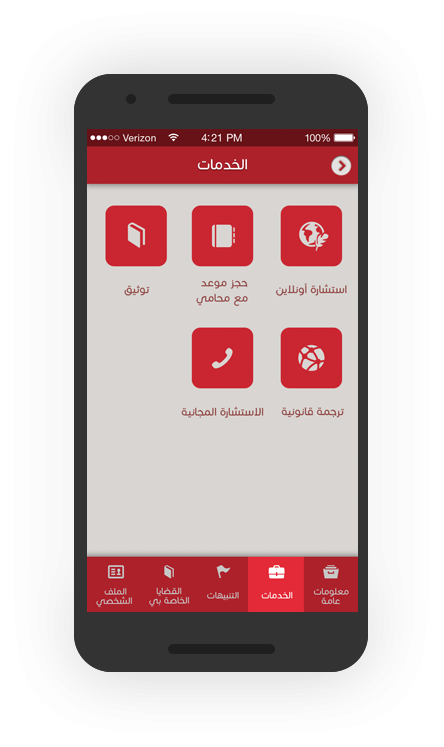 Verizon 4:21 PM 100%
الخدمات
استشارة أونلاين
حجز موعد
مع محامي
توثيق
ترجمة قانونية
الاستشارة المجانية
معلومات
عامة
الخدمات
التنبيهات
القضايا
الخاصة بي
الملف
الشخصي